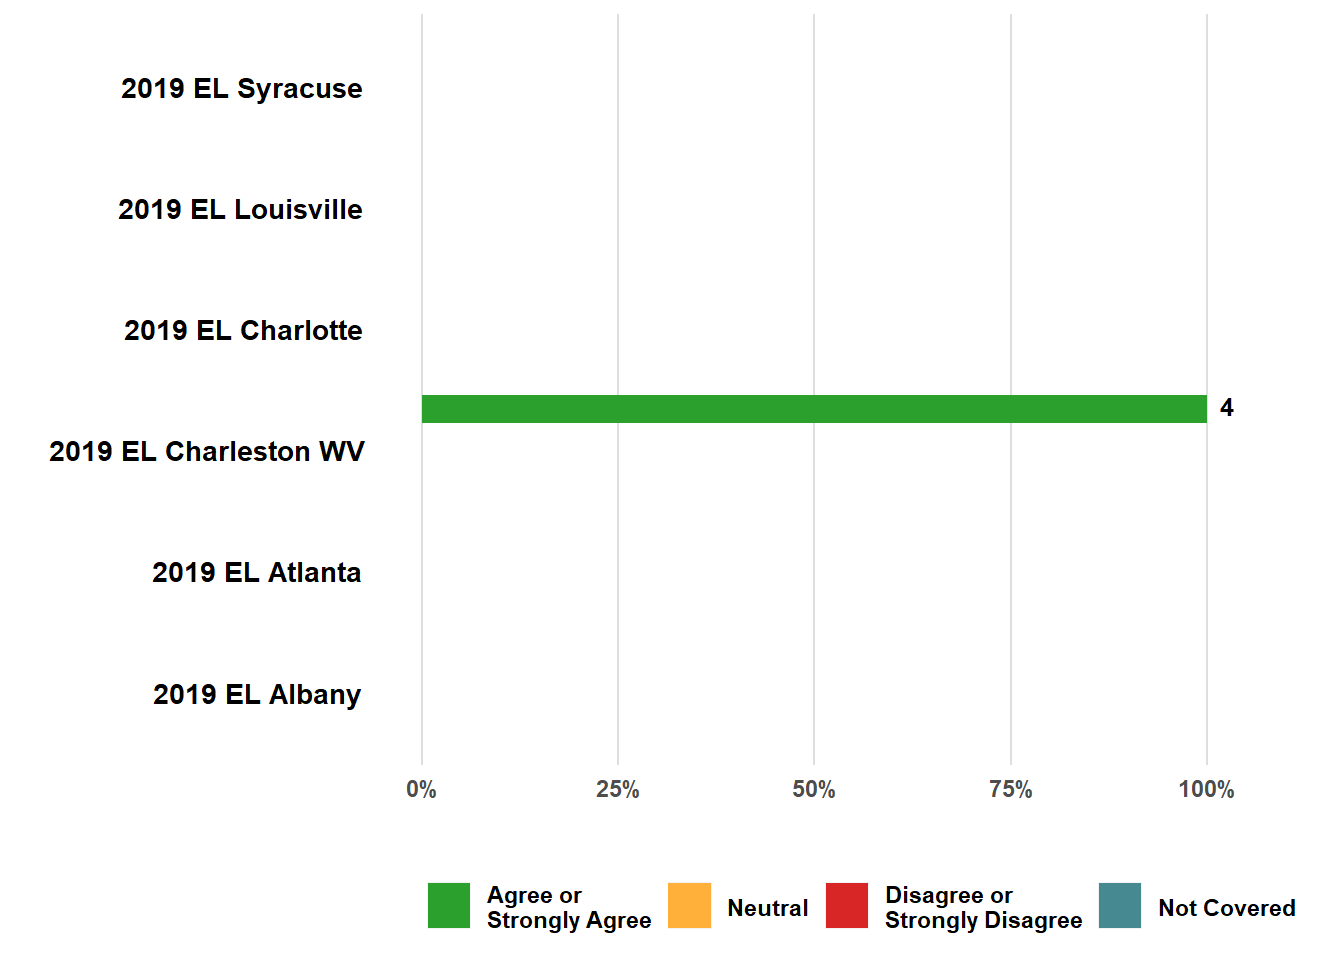 2019 EL Syracuse
2019 EL Louisville
2019 EL Charlotte
4
2019 EL Charleston WV
2019 EL Atlanta
2019 EL Albany
0%
25%
50%
75%
100%
Agree or
Strongly Agree
Neutral
Disagree or
Strongly Disagree
Not Covered